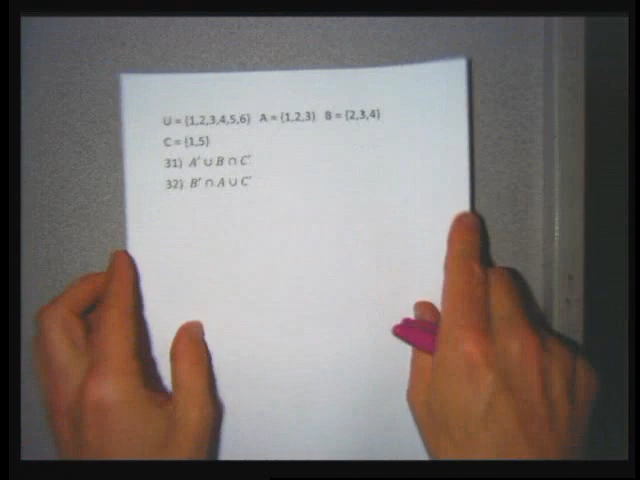 U = {1,2,3,4,5,6} A = {1,2,3} B = {2,3,4}
C = {1,5}
31) A′ ∪ B ∩ C′
32) B′ ∩ A ∪ C′